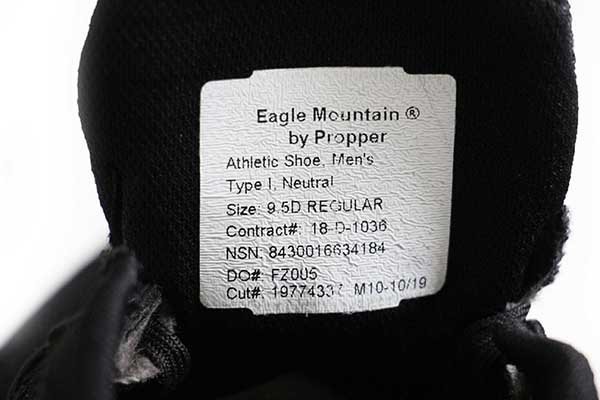 Eagle Mountain ®
by Propper
Athletic Shoe, Men's
Type I, Neutral
Size: 9.5D REGULAR
Contract#: 18-D-1036
NSN: 8430016634184
DO#: FZ0U5
Cut#: 19774337 M10-10/19